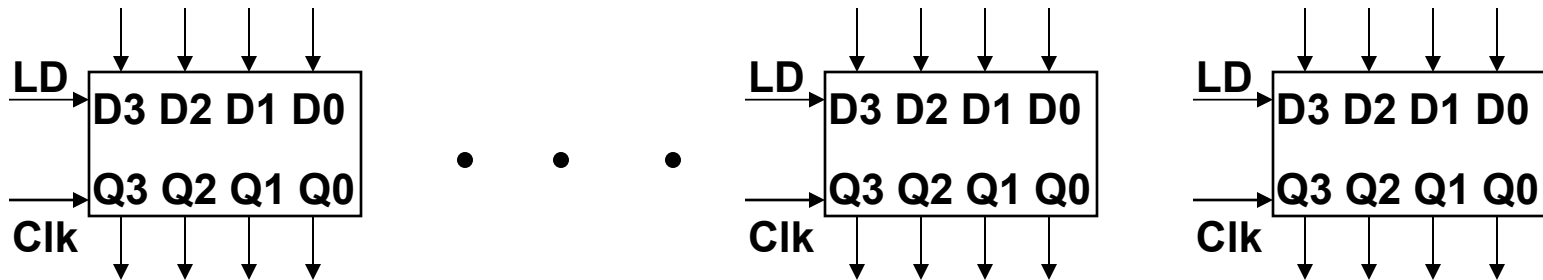 LD LD LD
D3 D2 D1 D0 D3 D2 D1 D0 D3 D2 D1 D0
Q3 Q2 Q1 Q0 Q3 Q2 Q1 Q0 Q3 Q2 Q1 Q0
Clk Clk Clk